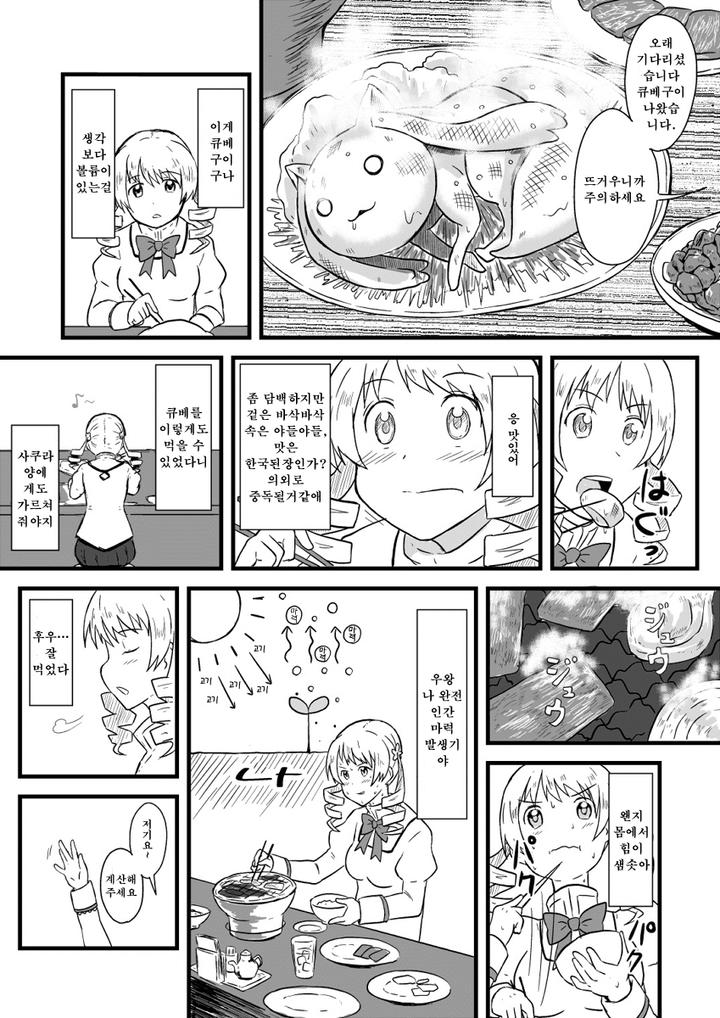 오래
기다리셨
습니다
큐베구이
나왔습
니다.
뜨거우니까
주의하세요
이게
큐베
구이
구나
생각
보다
볼륨이
있는걸
はぐっ
응 맛있어
좀 담백하지만
겉은 바삭바삭
속은 야들야들,
맛은
한국된장인가?
의외로
중독될거같애
큐베를
이렇게도
먹을 수
있었다니
사쿠라
양에
게도
가르쳐
줘야지
ジュウ
ジュウ
웬지
몸에서
힘이
샘솟아
パク
パク
우왕
나 완전
인간
마력
발생기
야
마력
마력
마력
고기
고기
고기
고기
후우…
잘
먹었다
저기요~
계산해
주세요